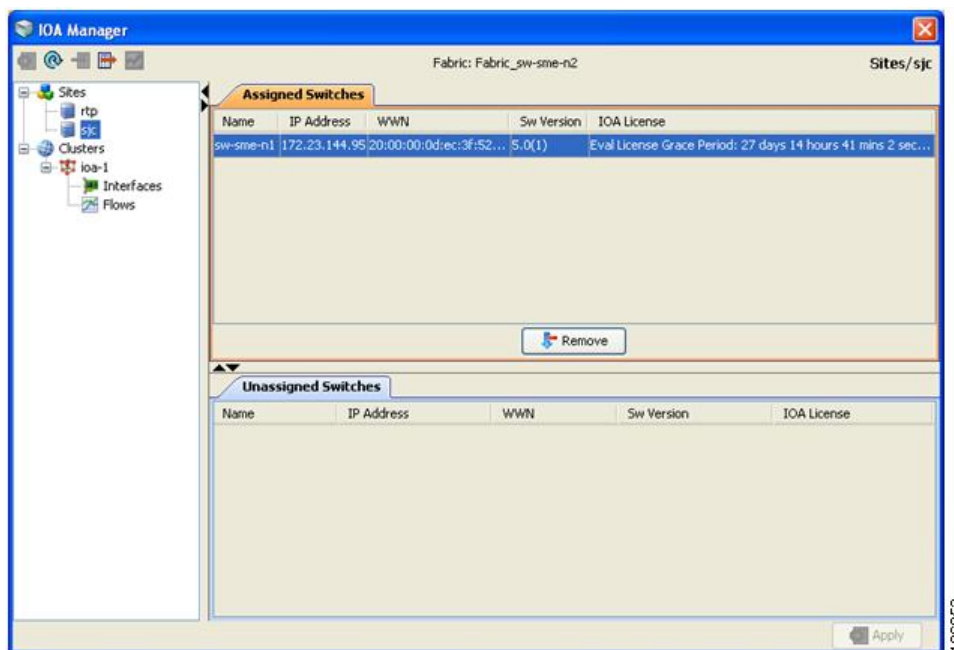 IOA Manager
Fabric: Fabric_sw-sme-n2
Sites/sjc
Sites
rtp
sjc
Clusters
ioa-1
Interfaces
Flows
Assigned Switches
Name IP Address WWN Sw Version IOA License
sw-sme-n1 172.23.144.95 20:00:00:0d:ec:3f:52... 5.0(1) Eval License Grace Period: 27 days 14 hours 41 mins 2 sec...
Remove
Unassigned Switches
Name IP Address WWN Sw Version IOA License
Apply